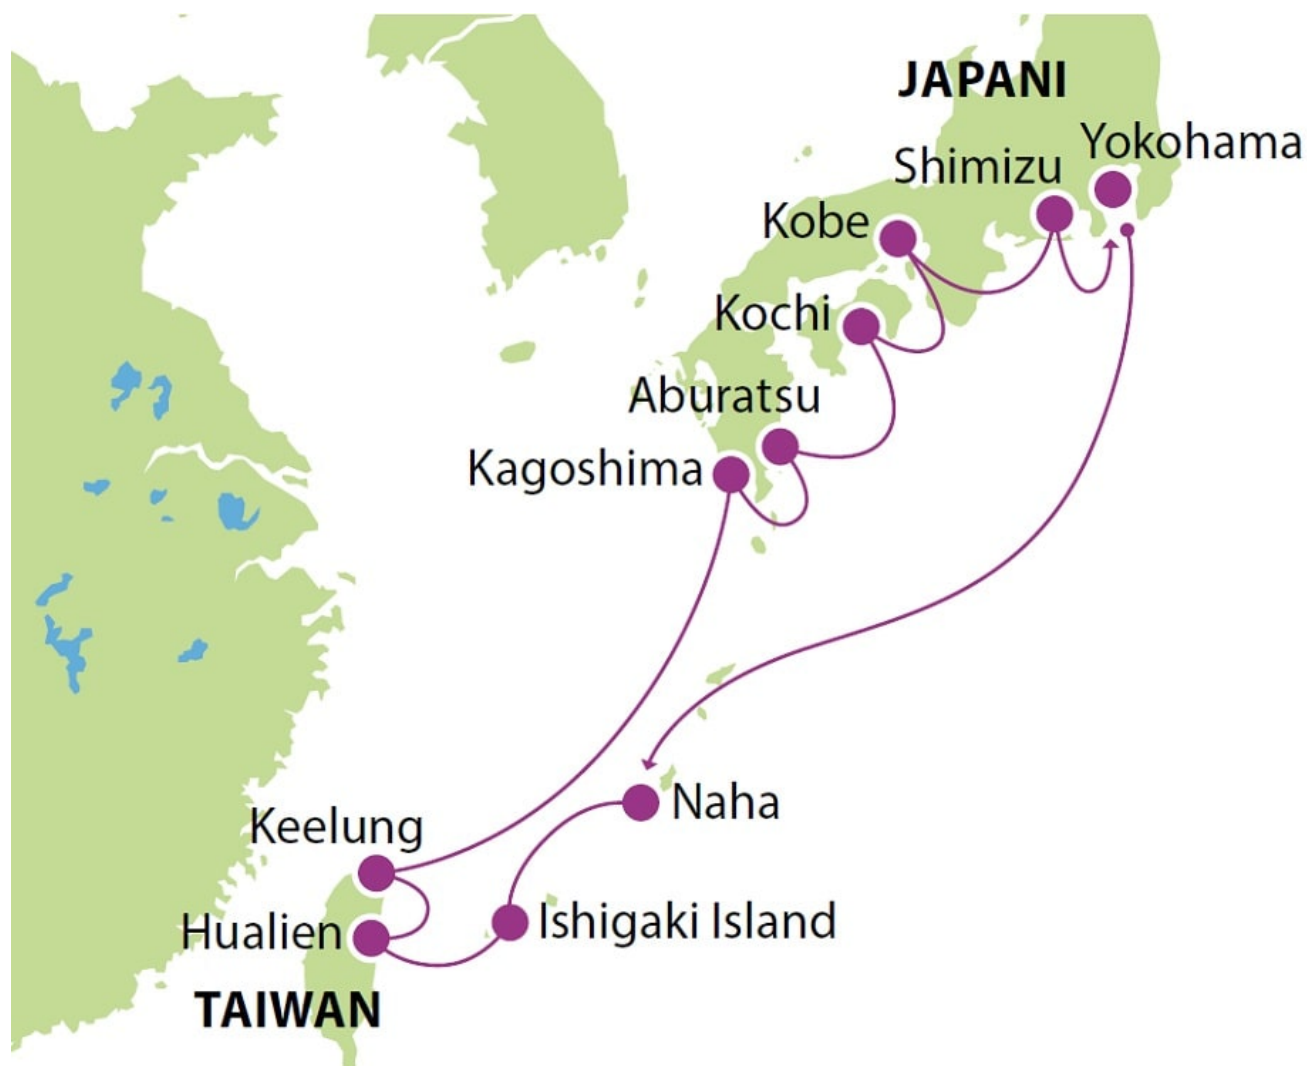 JAPANI
Yokohama
Shimizu
Kobe
Kochi
Aburatsu
Kagoshima
Naha
Keelung
Ishigaki Island
Hualien
TAIWAN